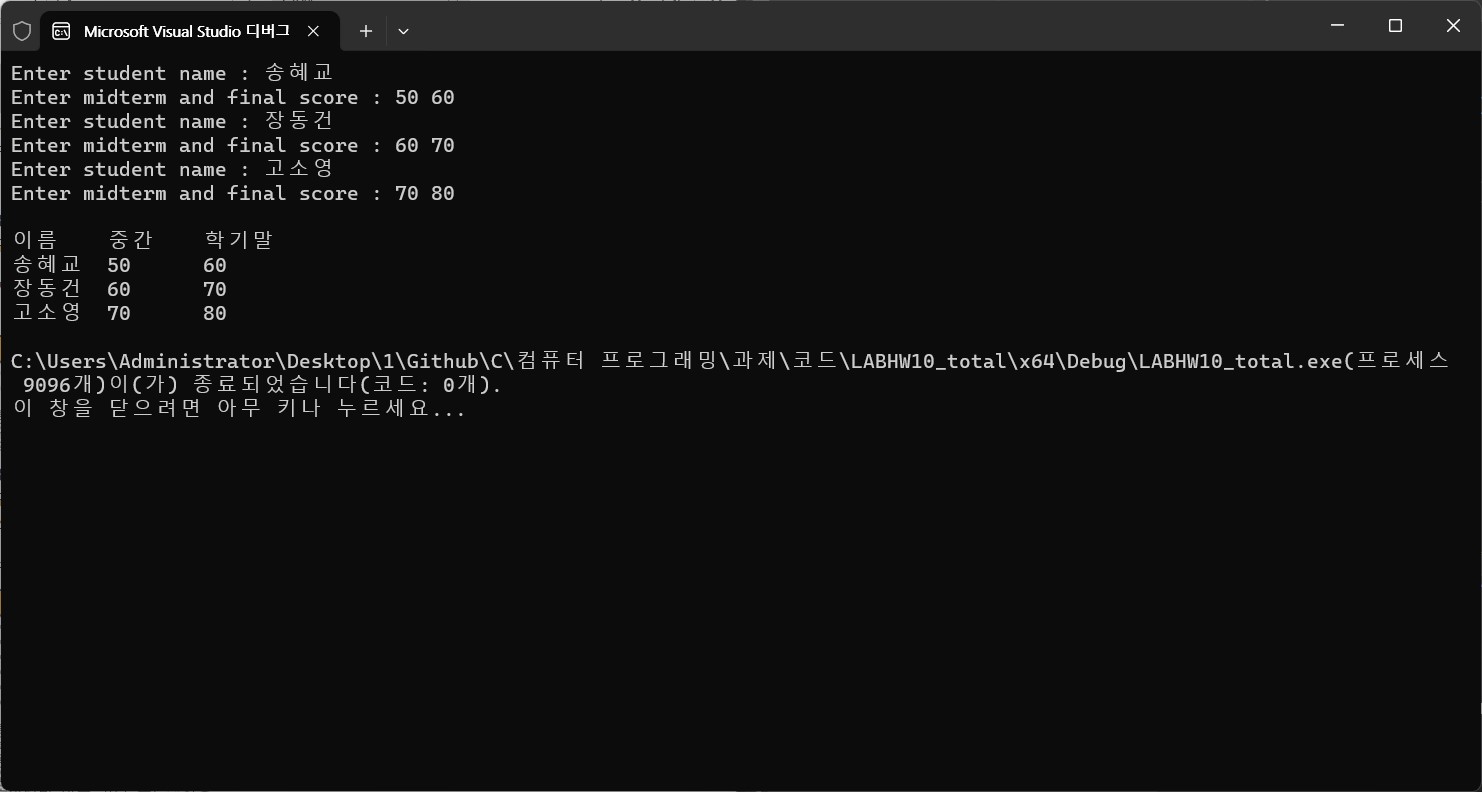 Microsoft Visual Studio 디버그
Enter student name : 송혜교
Enter midterm and final score : 50 60
Enter student name : 장동건
Enter midterm and final score : 60 70
Enter student name : 고소영
Enter midterm and final score : 70 80
이름 중간 학기말
송혜교 50 60
장동건 60 70
고소영 70 80
C:\Users\Administrator\Desktop\1\Github\C\컴퓨터 프로그래밍\과제\코드\LABHW10_total\x64\Debug\LABHW10_total.exe(프로세스
9096개)이(가) 종료되었습니다(코드: 0개).
이 창을 닫으려면 아무 키나 누르세요...